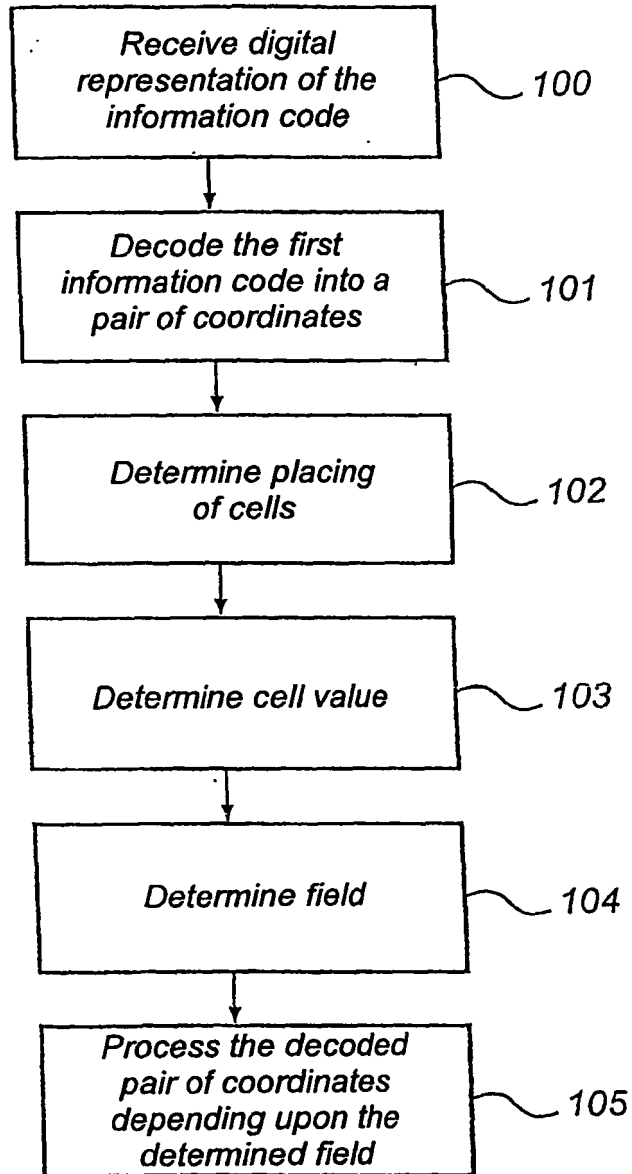 Receive digital
representation of the
information code
100
Decode the first
information code into a
pair of coordinates
101
Determine placing
of cells
102
Determine cell value
103
Determine field
104
Process the decoded
pair of coordinates
depending upon the
determined field
105